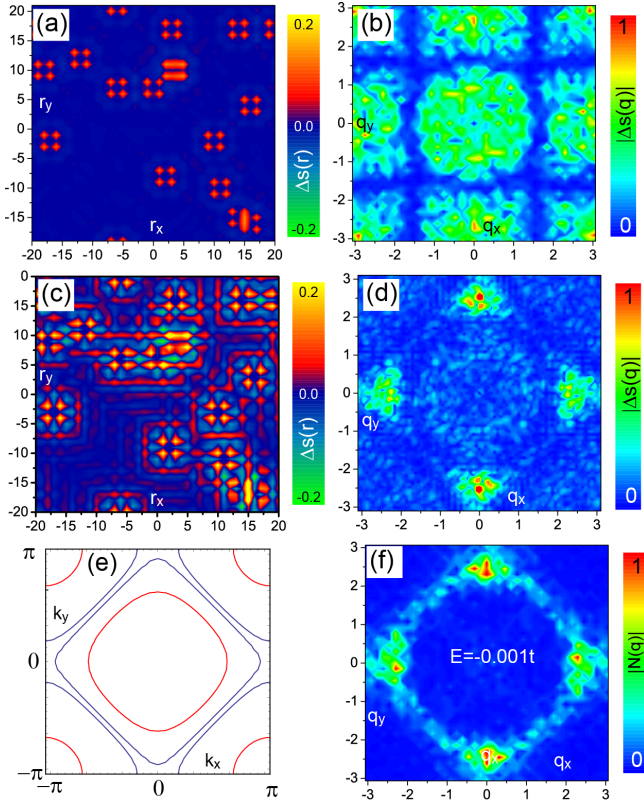 (a)
20
15
10
5
0
-5
-10
-15
r_y
r_x
-20 -15 -10 -5 0 5 10 15 20
0.2
0.0
-0.2
Δs(r)
(b)
3
2
1
0
-1
-2
-3
q_y
q_x
-3 -2 -1 0 1 2 3
1
0
|Δs(q)|
(c)
0
15
10
5
0
-5
10
15
20
r_y
r_x
-20 -15 -10 -5 0 5 10 15 20
0.2
0.0
-0.2
Δs(r)
(d)
3
2
1
0
-1
-2
-3
q_y
q_x
-3 -2 -1 0 1 2 3
1
0
|Δs(q)|
(e)
π
k_y
0
k_x
-π
-π 0 π
(f)
3
2
1
0
-1
-2
-3
E=-0.001t
q_y
q_x
q_x
-3 -2 -1 0 1 2 3
1
0
|N(q)|